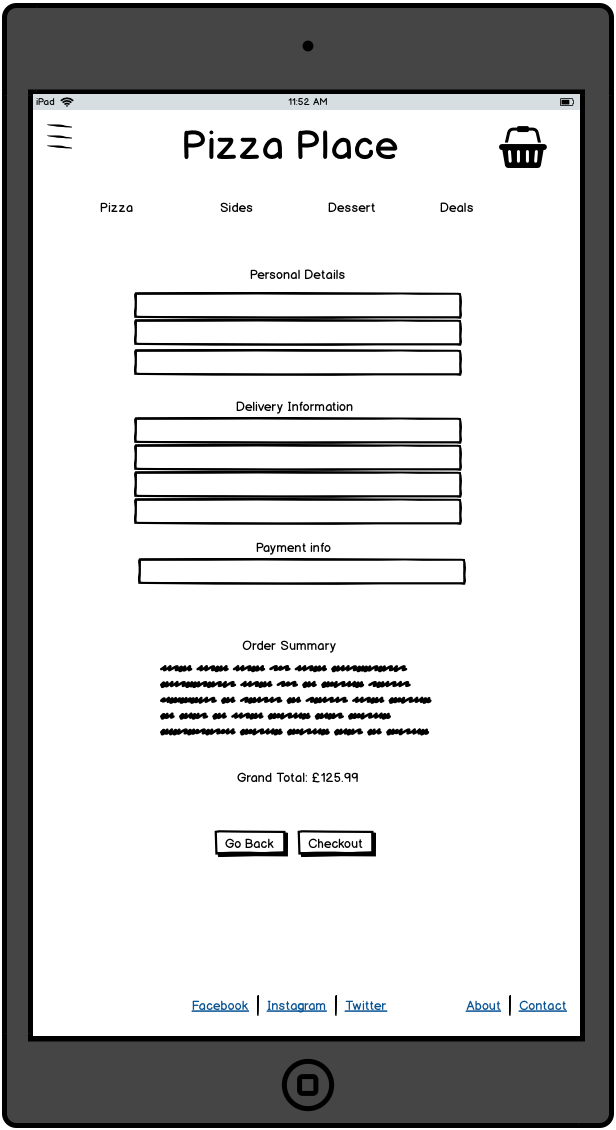 iPad 11:52 AM
Pizza Place
Pizza Sides Dessert Deals
Personal Details
Delivery Information
Payment info
Order Summary
Grand Total: £125.99
Go Back Checkout
Facebook Instagram Twitter About Contact